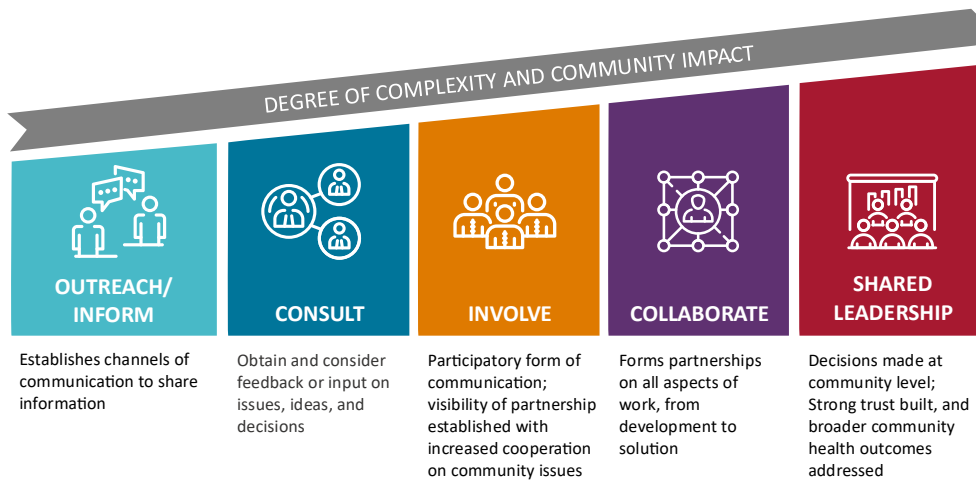 DEGREE OF COMPLEXITY AND COMMUNITY IMPACT
OUTREACH/
INFORM
Establishes channels of
communication to share
information
CONSULT
Obtain and consider
feedback or input on
issues, ideas, and
decisions
INVOLVE
Participatory form of
communication;
visibility of partnership
established with
increased cooperation
on community issues
COLLABORATE
Forms partnerships
on all aspects of
work, from
development to
solution
SHARED
LEADERSHIP
Decisions made at
community level;
Strong trust built, and
broader community
health outcomes
addressed